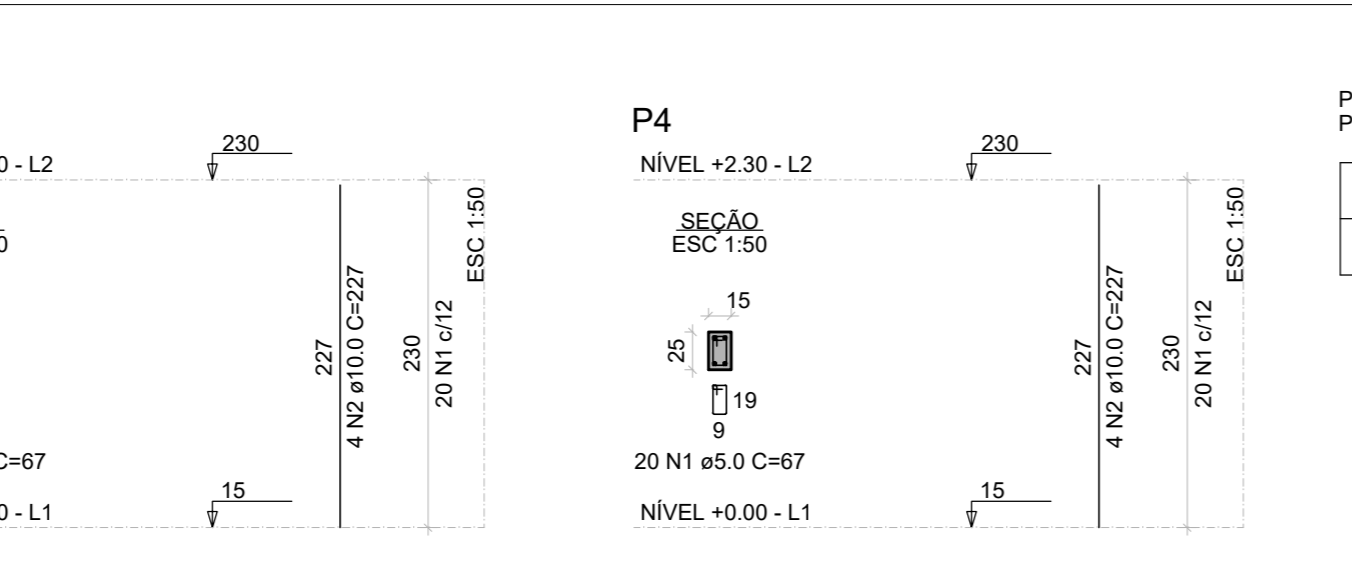 0 - L2
230
0
227
4 N2 ø10.0 C=227
230
20 N1 c/12
ESC 1:50
C=67
15
0 - L1
P4
NÍVEL +2.30 - L2
230
SEÇÃO
ESC 1:50
15
25
19
9
20 N1 ø5.0 C=67
NÍVEL +0.00 - L1
15
227
4 N2 ø10.0 C=227
230
20 N1 c/12
ESC 1:50
P
P